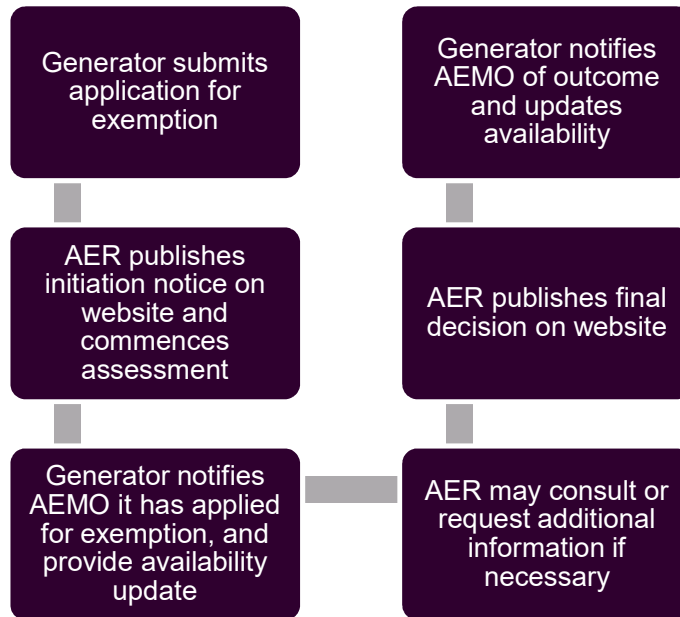 Generator submits
application for
exemption
AER publishes
initiation notice on
website and
commences
assessment
Generator notifies
AEMO it has applied
for exemption, and
provide availability
update
AER may consult or
request additional
information if
necessary
AER publishes final
decision on website
Generator notifies
AEMO of outcome
and updates
availability